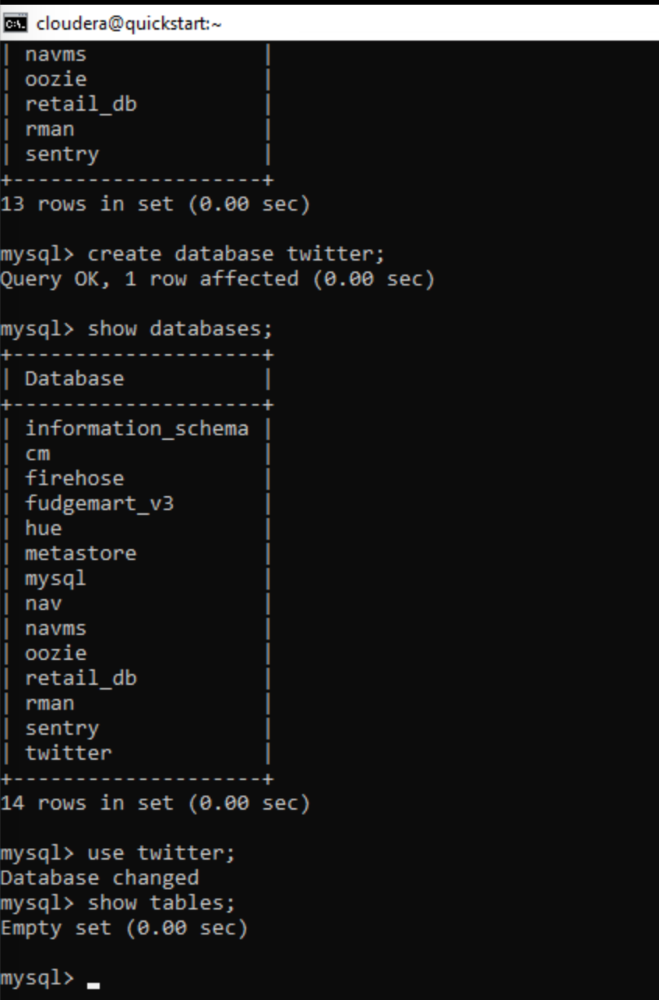 cloudera@quickstart:~
| navms              |
| oozie              |
| retail_db          |
| rman               |
| sentry             |
+--------------------+
13 rows in set (0.00 sec)
mysql> create database twitter;
Query OK, 1 row affected (0.00 sec)
mysql> show databases;
+--------------------+
| Database           |
+--------------------+
| information_schema |
| cm                 |
| firehose           |
| fudgemart_v3       |
| hue                |
| metastore          |
| mysql              |
| nav                |
| navms              |
| oozie              |
| retail_db          |
| rman               |
| sentry             |
| twitter            |
+--------------------+
14 rows in set (0.00 sec)
mysql> use twitter;
Database changed
mysql> show tables;
Empty set (0.00 sec)
mysql>